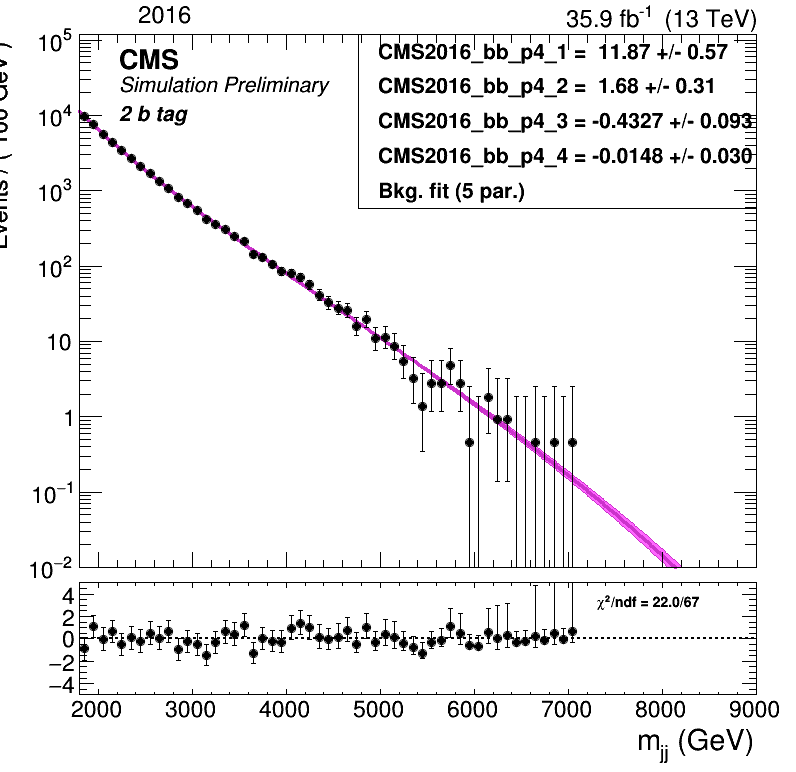 2016
35.9 fb⁻¹ (13 TeV)
CMS
Simulation Preliminary
2 b tag
CMS2016_bb_p4_1 = 11.87 +/- 0.57
CMS2016_bb_p4_2 = 1.68 +/- 0.31
CMS2016_bb_p4_3 = -0.4327 +/- 0.093
CMS2016_bb_p4_4 = -0.0148 +/- 0.030
Bkg. fit (5 par.)
Events / ( 100 GeV )
10⁵
10⁴
10³
10²
10
1
10⁻¹
10⁻²
χ²/ndf = 22.0/67
4
2
0
−2
−4
2000 3000 4000 5000 6000 7000 8000 9000
m_jj (GeV)